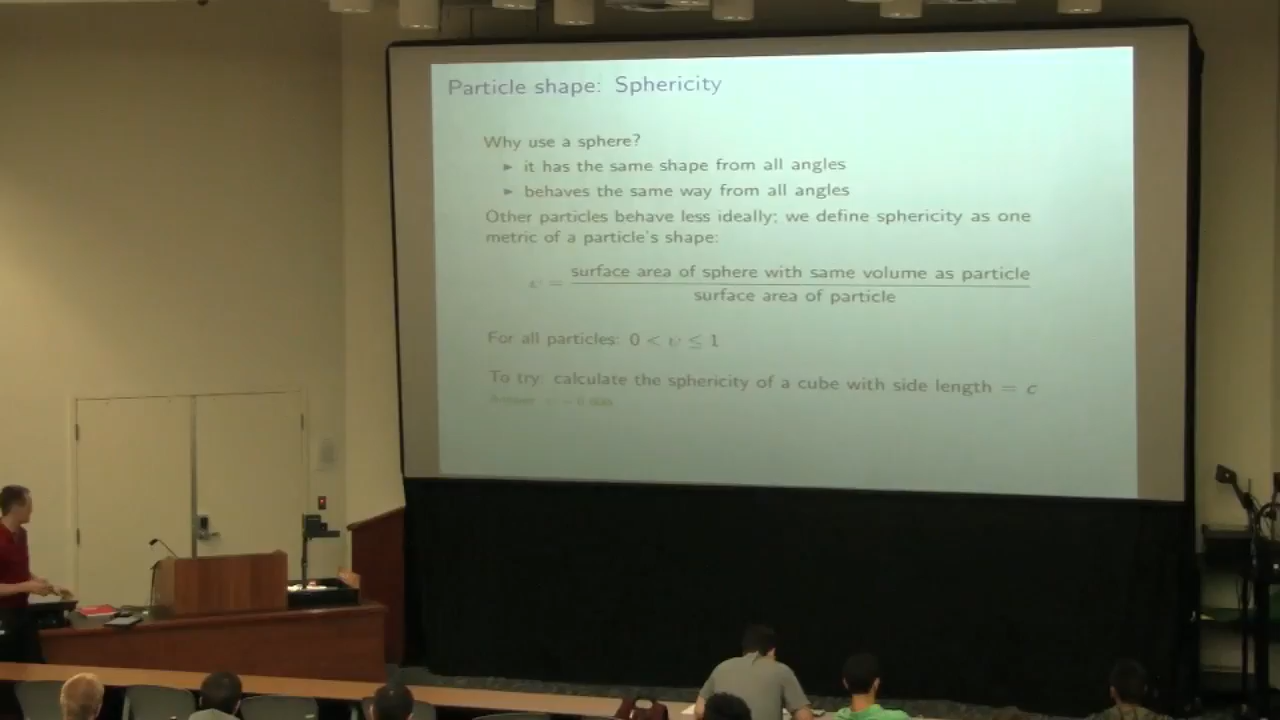 Particle shape: Sphericity
Why use a sphere?
► it has the same shape from all angles
► behaves the same way from all angles
Other particles behave less ideally; we define sphericity as one
metric of a particle's shape:
surface area of sphere with same volume as particle
=
surface area of particle
For all particles: 0 < ≤ 1
To try: calculate the sphericity of a cube with side length = c